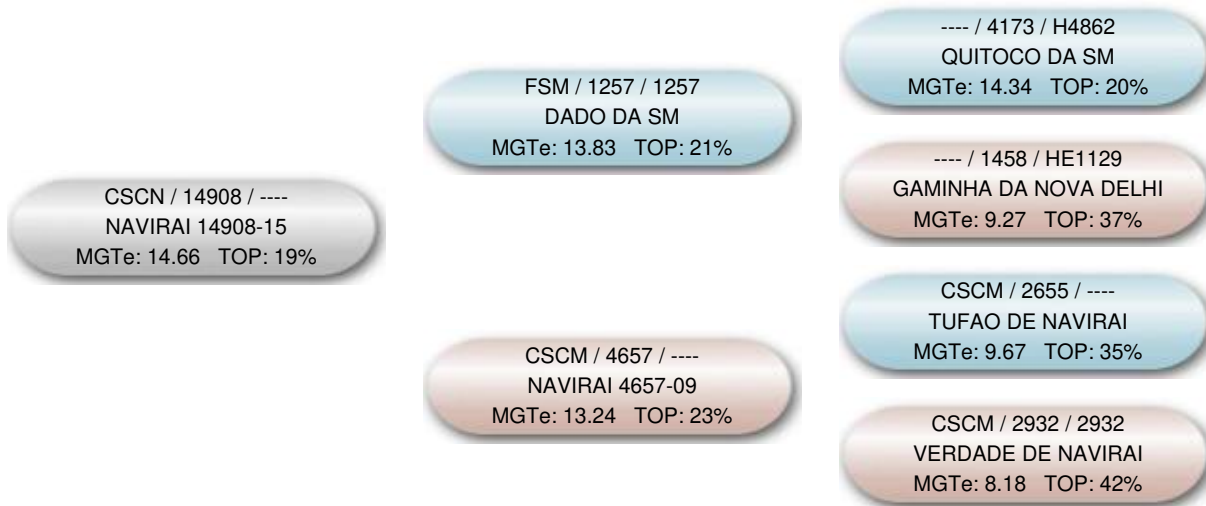 ---- / 4173 / H4862
QUITOCO DA SM
MGTe: 14.34 TOP: 20%
FSM / 1257 / 1257
DADO DA SM
MGTe: 13.83 TOP: 21%
---- / 1458 / HE1129
GAMINHA DA NOVA DELHI
MGTe: 9.27 TOP: 37%
CSCN / 14908 / ----
NAVIRAI 14908-15
MGTe: 14.66 TOP: 19%
CSCM / 2655 / ----
TUFAO DE NAVIRAI
MGTe: 9.67 TOP: 35%
CSCM / 4657 / ----
NAVIRAI 4657-09
MGTe: 13.24 TOP: 23%
CSCM / 2932 / 2932
VERDADE DE NAVIRAI
MGTe: 8.18 TOP: 42%